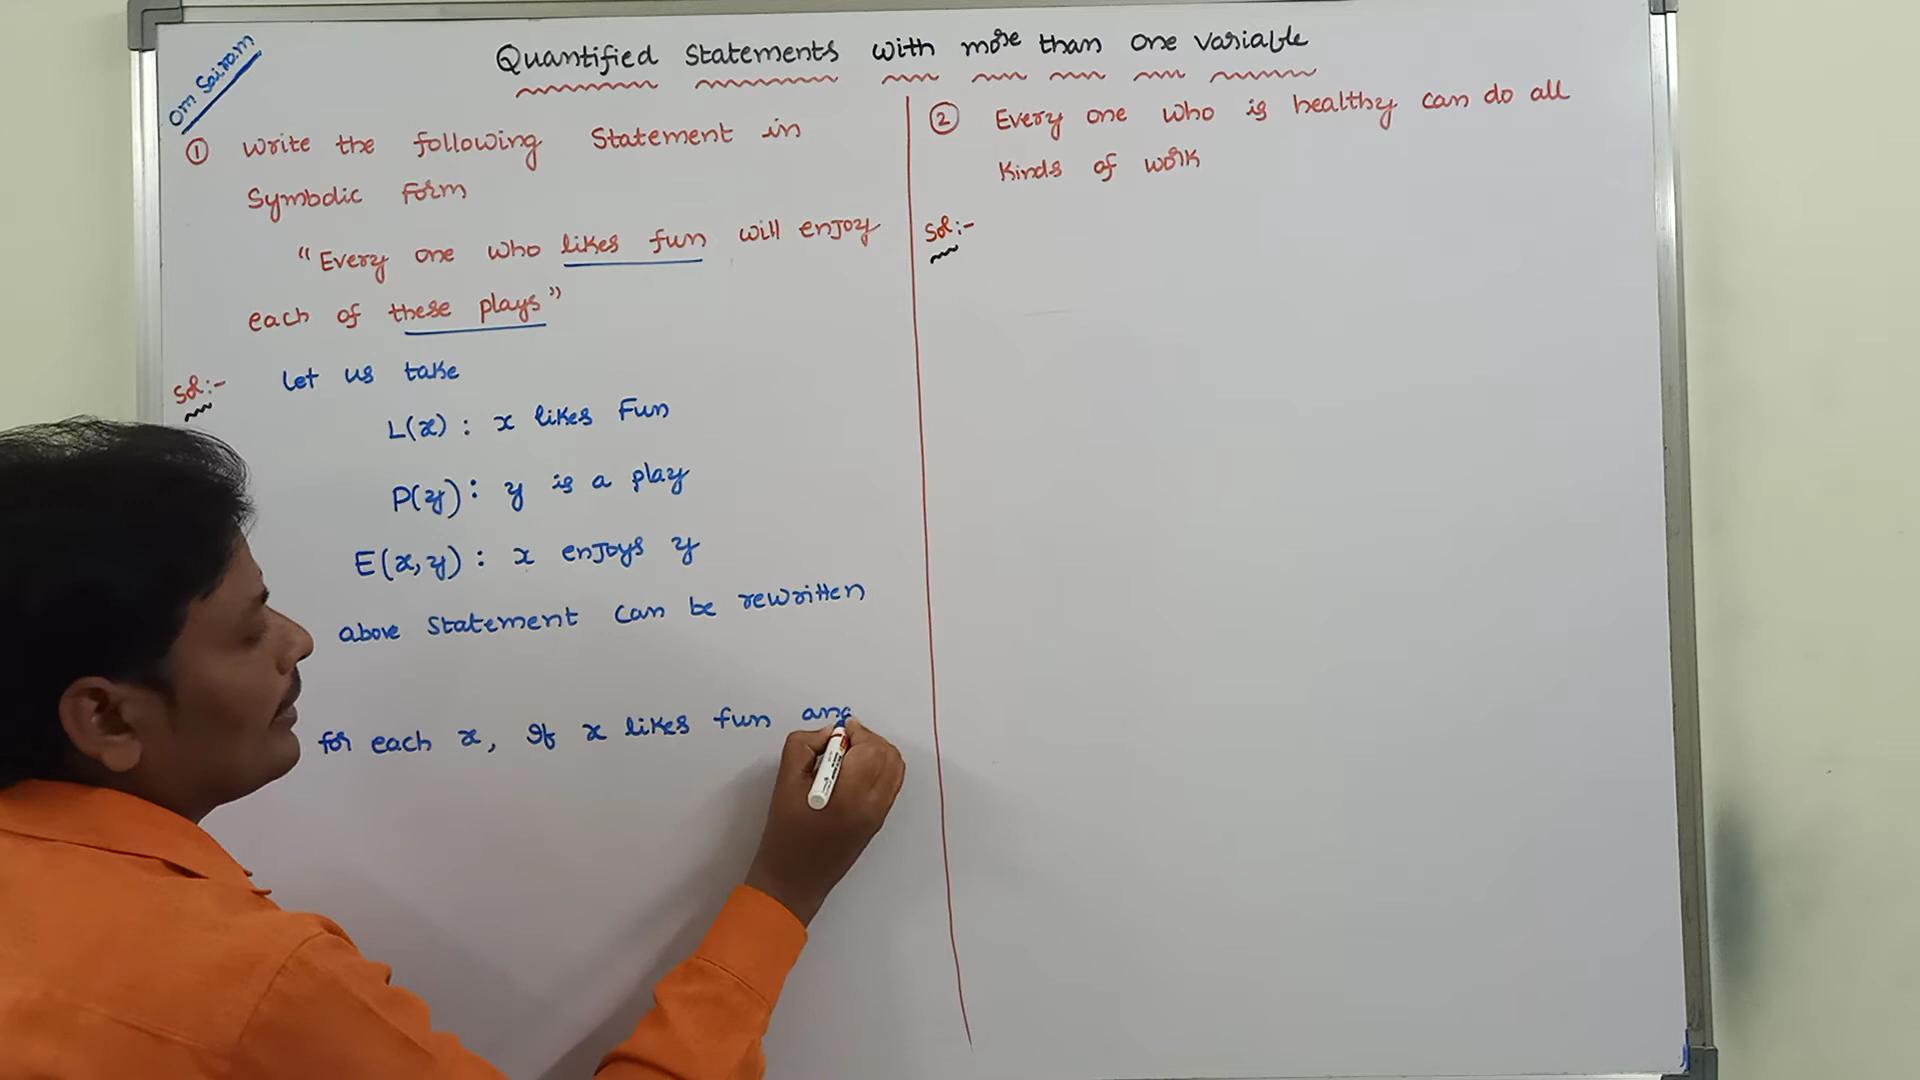 Om Sairam
Quantified Statements with more than one variable
① Write the following Statement in
Symbolic Form
"Every one who likes fun will enjoy
each of these plays"
Sol:- Let us take
L(x) : x likes Fun
P(y) : y is a play
E(x,y) : x enjoys y
above Statement can be rewritten
for each x, If x likes fun and
② Every one who is healthy can do all
Kinds of work
Sol:-